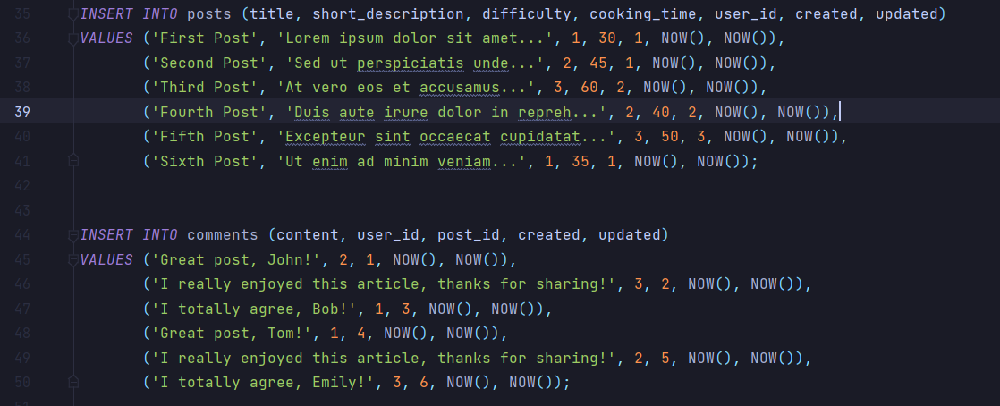 35 INSERT INTO posts (title, short_description, difficulty, cooking_time, user_id, created, updated)
36 VALUES ('First Post', 'Lorem ipsum dolor sit amet...', 1, 30, 1, NOW(), NOW()),
37 ('Second Post', 'Sed ut perspiciatis unde...', 2, 45, 1, NOW(), NOW()),
38 ('Third Post', 'At vero eos et accusamus...', 3, 60, 2, NOW(), NOW()),
39 ('Fourth Post', 'Duis aute irure dolor in repreh...', 2, 40, 2, NOW(), NOW()),
40 ('Fifth Post', 'Excepteur sint occaecat cupidatat...', 3, 50, 3, NOW(), NOW()),
41 ('Sixth Post', 'Ut enim ad minim veniam...', 1, 35, 1, NOW(), NOW());
42
43
44 INSERT INTO comments (content, user_id, post_id, created, updated)
45 VALUES ('Great post, John!', 2, 1, NOW(), NOW()),
46 ('I really enjoyed this article, thanks for sharing!', 3, 2, NOW(), NOW()),
47 ('I totally agree, Bob!', 1, 3, NOW(), NOW()),
48 ('Great post, Tom!', 1, 4, NOW(), NOW()),
49 ('I really enjoyed this article, thanks for sharing!', 2, 5, NOW(), NOW()),
50 ('I totally agree, Emily!', 3, 6, NOW(), NOW());